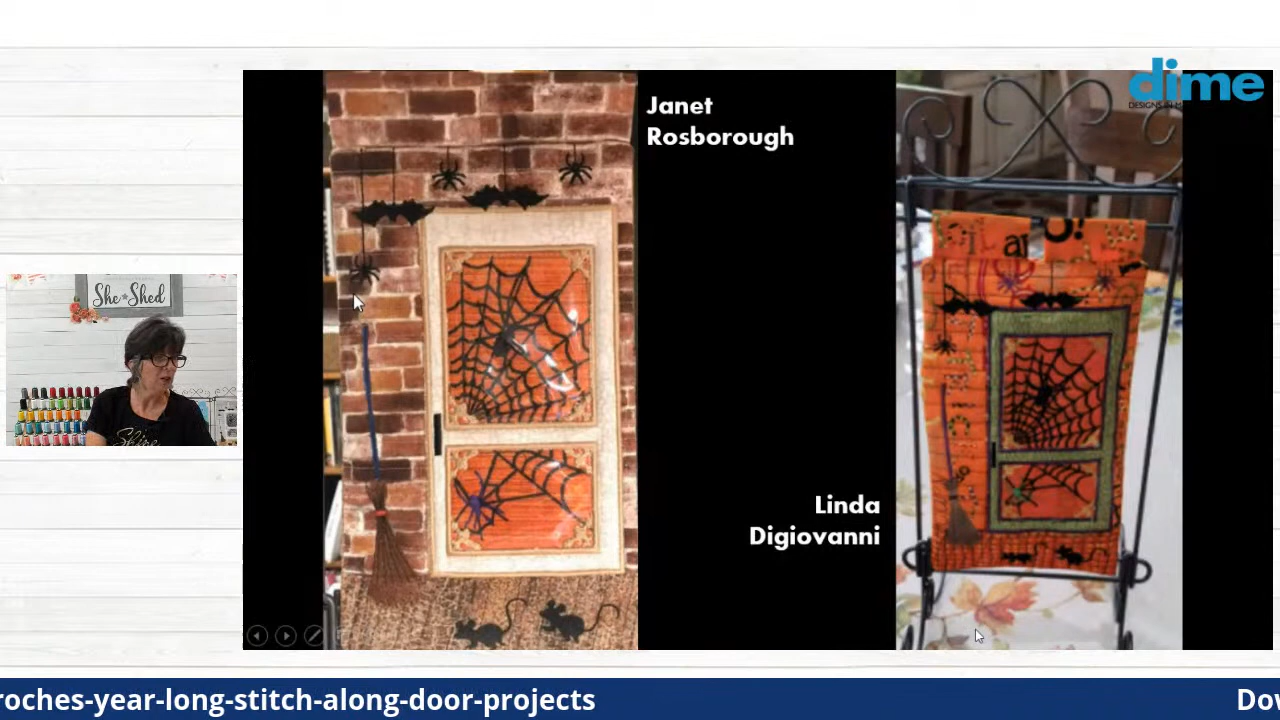 dime
Janet
Rosborough
She Shed
Linda
Digiovanni
roches-year-long-stitch-along-door-projects
Dov